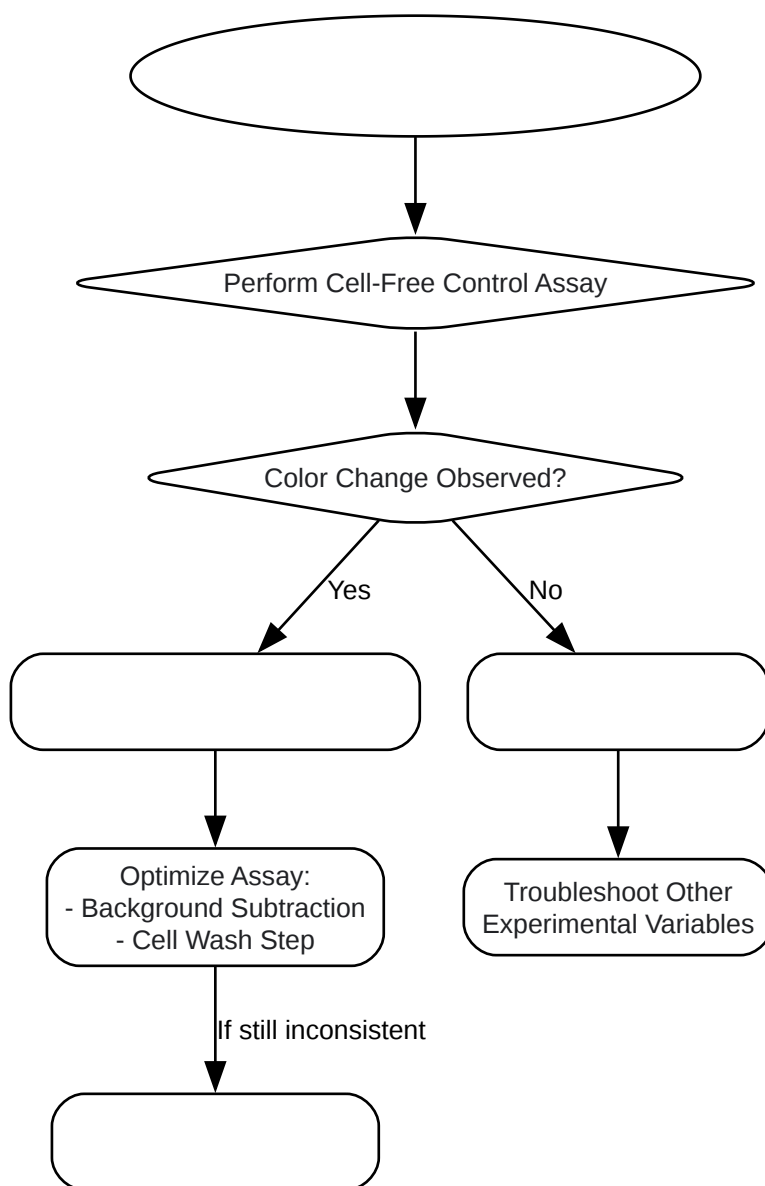 Perform Cell-Free Control Assay
Color Change Observed?
Yes
No
Optimize Assay:
- Background Subtraction
- Cell Wash Step
Troubleshoot Other
Experimental Variables
If still inconsistent